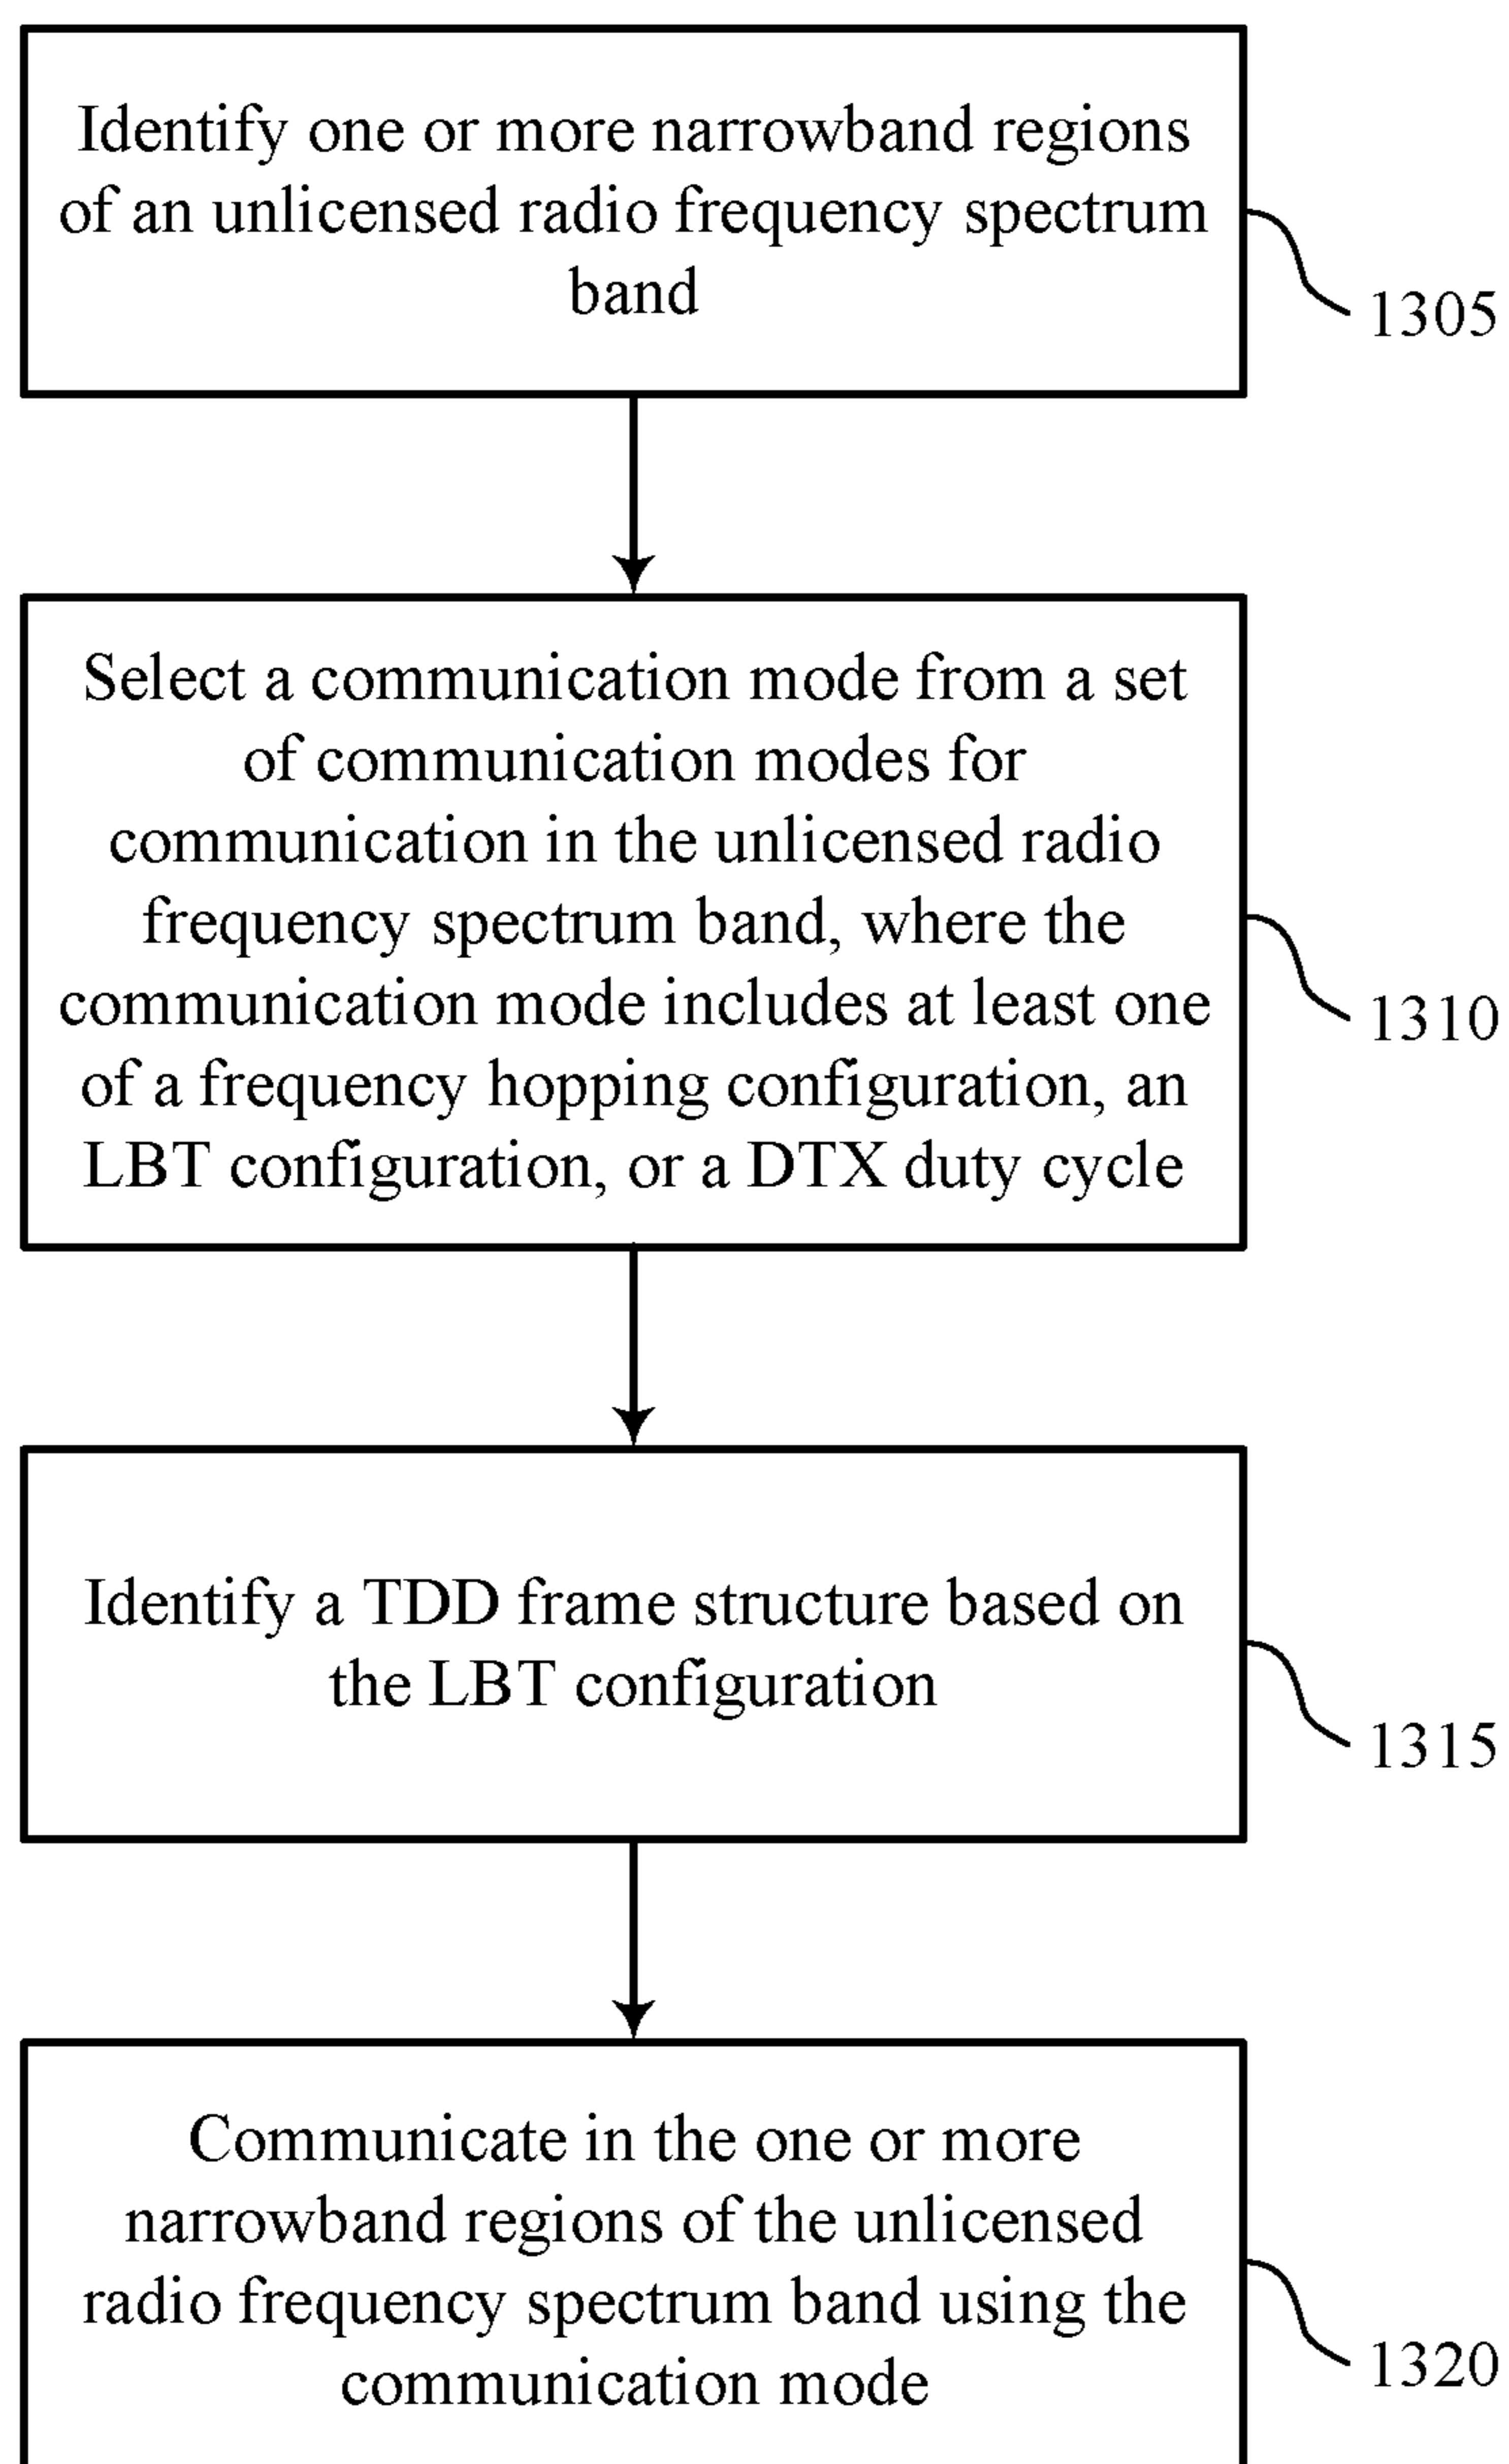 Identify one or more narrowband regions
of an unlicensed radio frequency spectrum
band
1305
Select a communication mode from a set
of communication modes for
communication in the unlicensed radio
frequency spectrum band, where the
communication mode includes at least one
of a frequency hopping configuration, an
LBT configuration, or a DTX duty cycle
1310
Identify a TDD frame structure based on
the LBT configuration
1315
Communicate in the one or more
narrowband regions of the unlicensed
radio frequency spectrum band using the
communication mode
1320